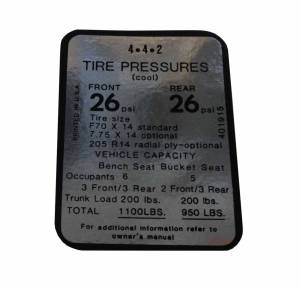 4-4-2
TIRE PRESSURES
(cool)
FRONT REAR
26 psi 26 psi
Tire size
F70 X 14 standard
7.75 X 14 optional
205 R14 radial ply-optional
VEHICLE CAPACITY
Bench Seat Bucket Seat
Occupants 6 5
3 Front/3 Rear 2 Front/3 Rear
Trunk Load 200 lbs. 200 lbs.
TOTAL 1100LBS. 950 LBS.
For additional information refer to
owner's manual
PRINTED IN U.S.A.
401915